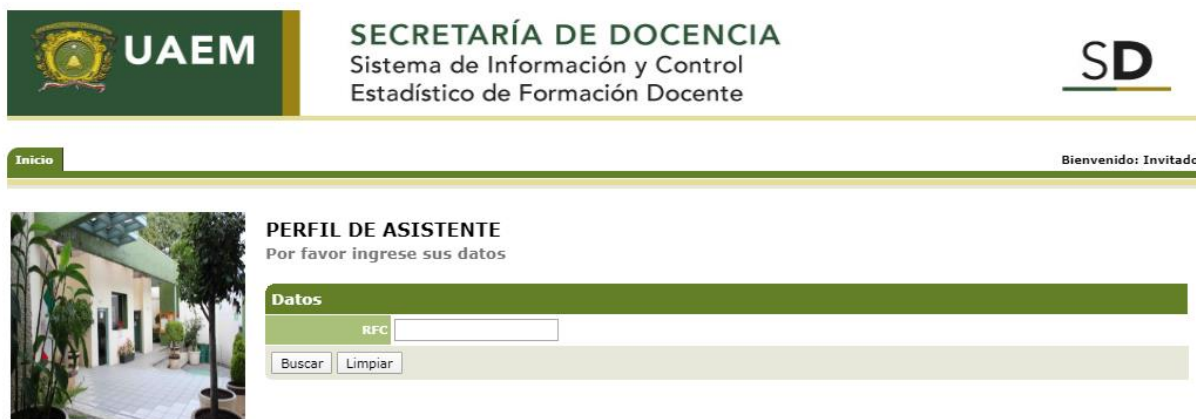 UAEM
SECRETARÍA DE DOCENCIA
Sistema de Información y Control
Estadístico de Formación Docente
SD
Inicio
Bienvenido: Invitado
PERFIL DE ASISTENTE
Por favor ingrese sus datos
Datos
RFC
Buscar Limpiar